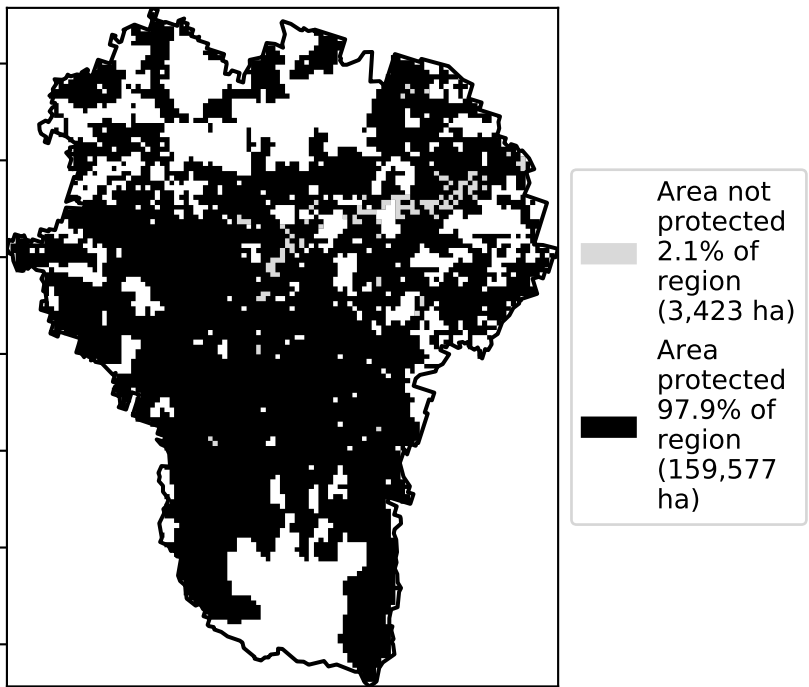 Area not
protected
2.1% of
region
(3,423 ha)
Area
protected
97.9% of
region
(159,577
ha)